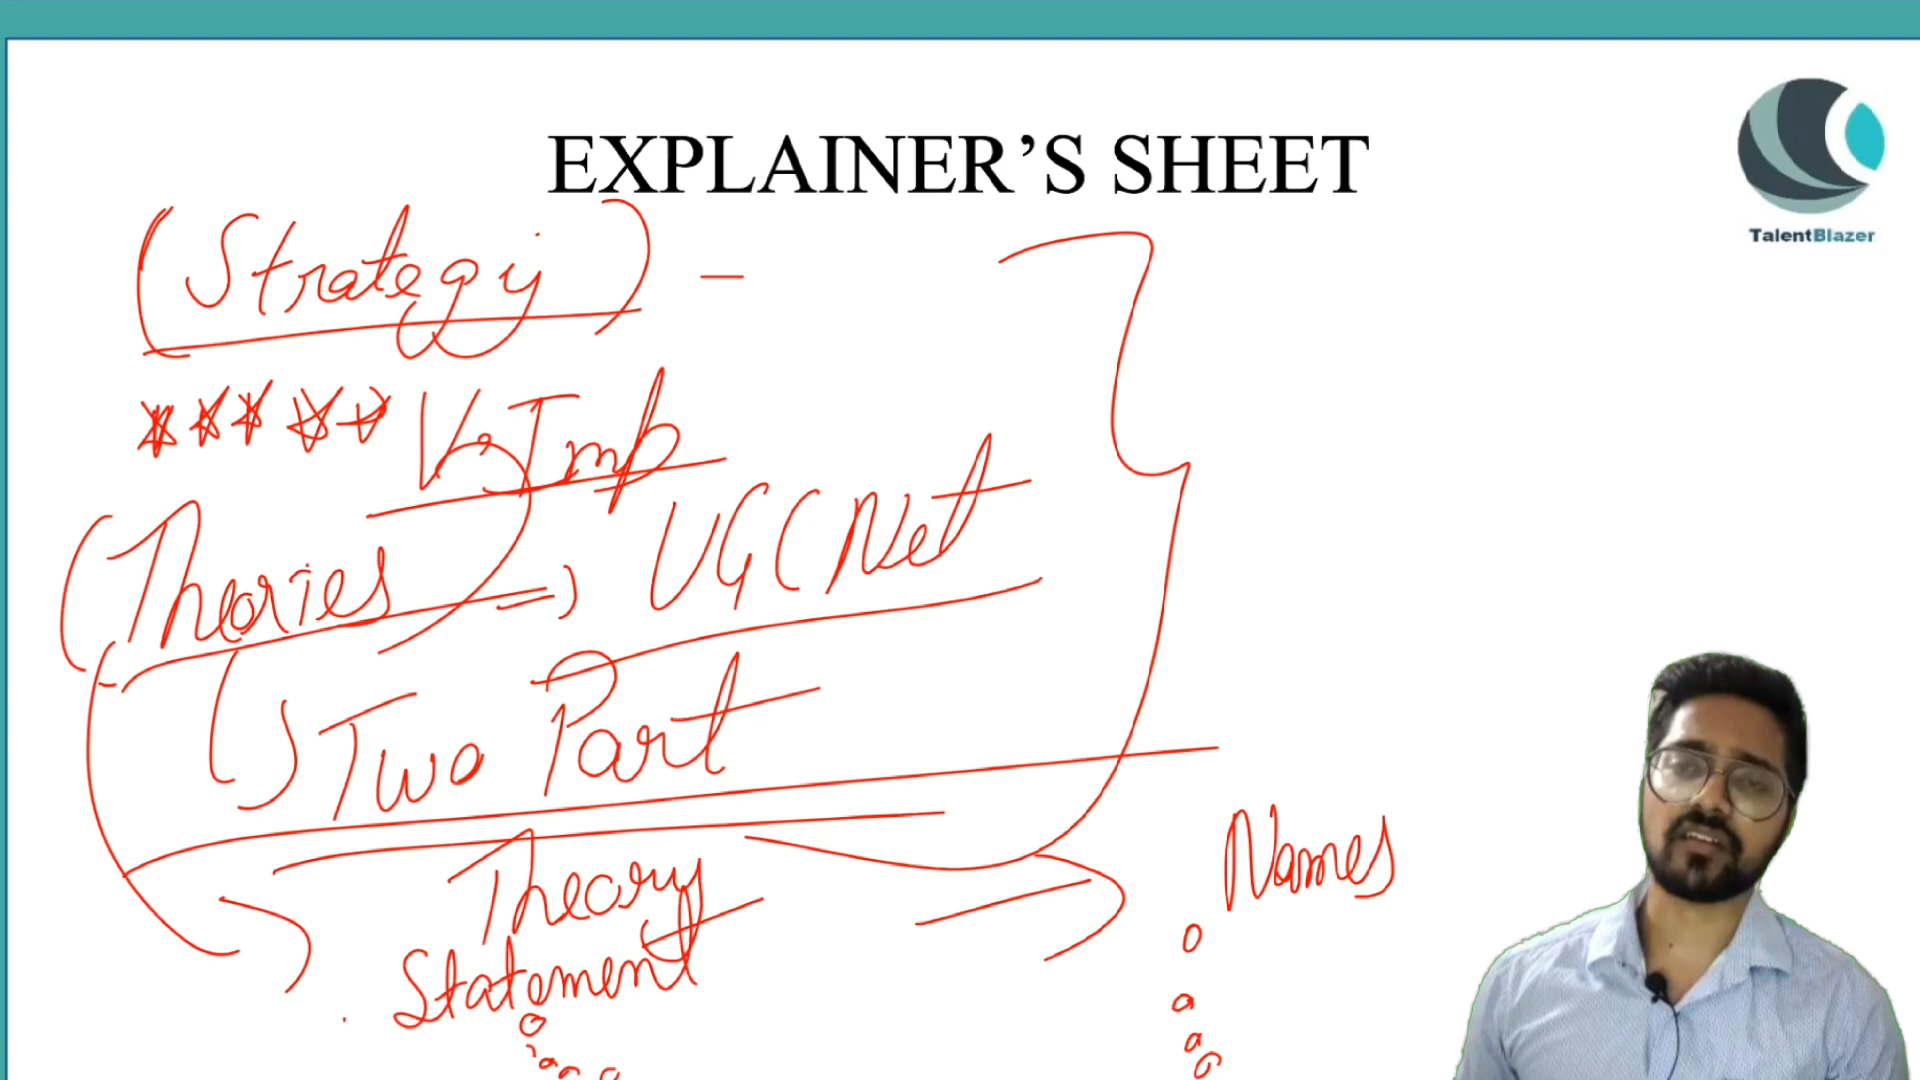 EXPLAINER’S SHEET
TalentBlazer
(Strategy) -
V. Imp
(Theories) => UGC Net
Two Part
Theory
Statement
Names